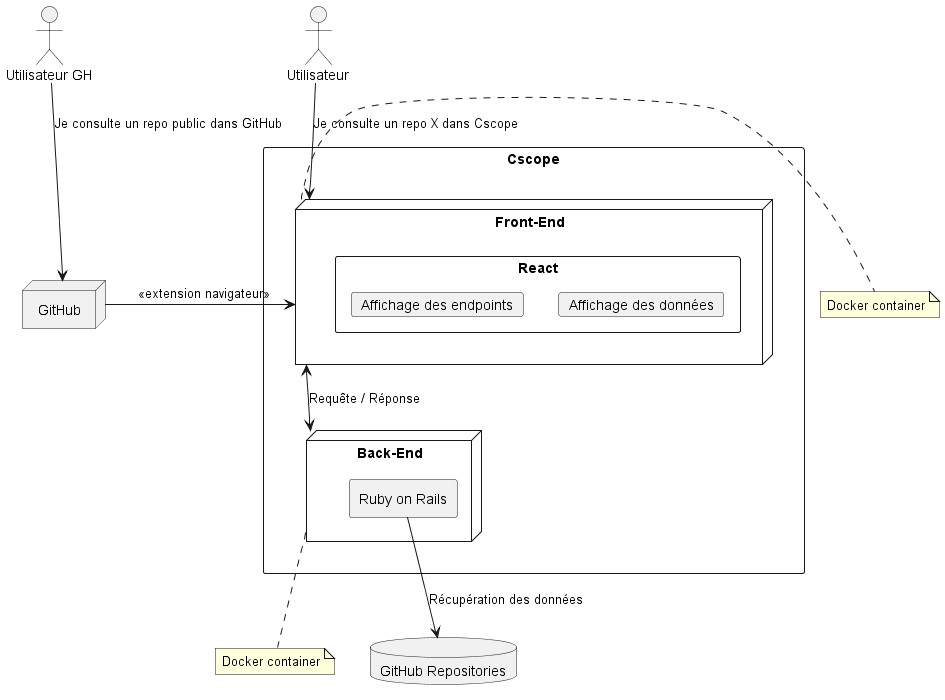 Utilisateur GH
Utilisateur
Je consulte un repo public dans GitHub
Je consulte un repo X dans Cscope
Cscope
Front-End
React
Affichage des endpoints
Affichage des données
GitHub
«extension navigateur»
Docker container
Requête / Réponse
Back-End
Ruby on Rails
Récupération des données
Docker container
GitHub Repositories